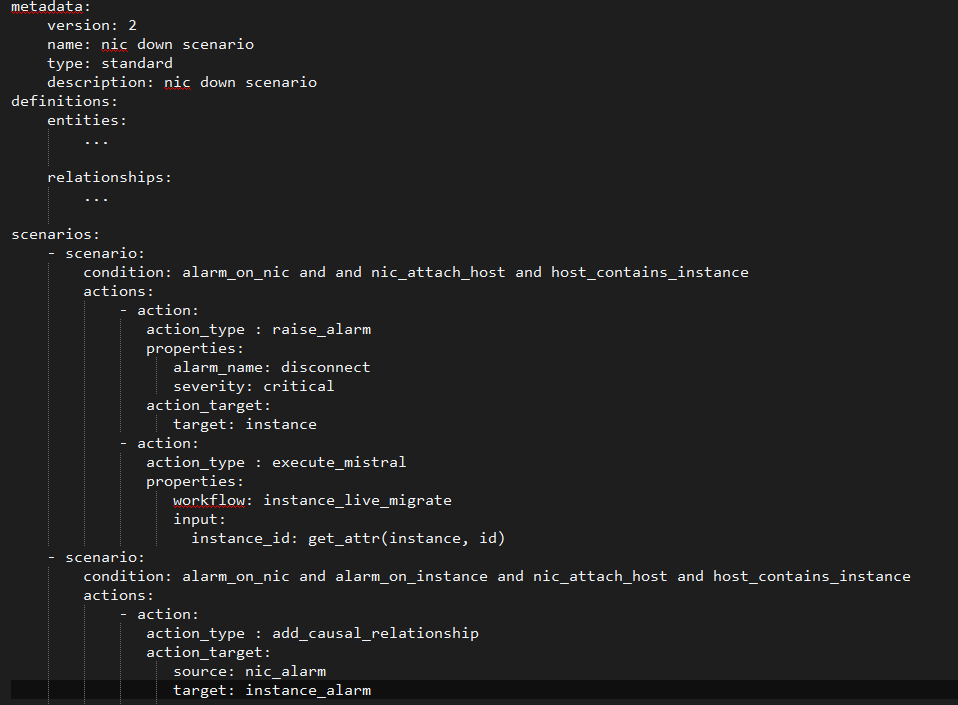 metadata:
version: 2
name: nic down scenario
type: standard
description: nic down scenario
definitions:
entities:
...
relationships:
...
scenarios:
- scenario:
condition: alarm_on_nic and and nic_attach_host and host_contains_instance
actions:
- action:
action_type : raise_alarm
properties:
alarm_name: disconnect
severity: critical
action_target:
target: instance
- action:
action_type : execute_mistral
properties:
workflow: instance_live_migrate
input:
instance_id: get_attr(instance, id)
- scenario:
condition: alarm_on_nic and alarm_on_instance and nic_attach_host and host_contains_instance
actions:
- action:
action_type : add_causal_relationship
action_target:
source: nic_alarm
target: instance_alarm